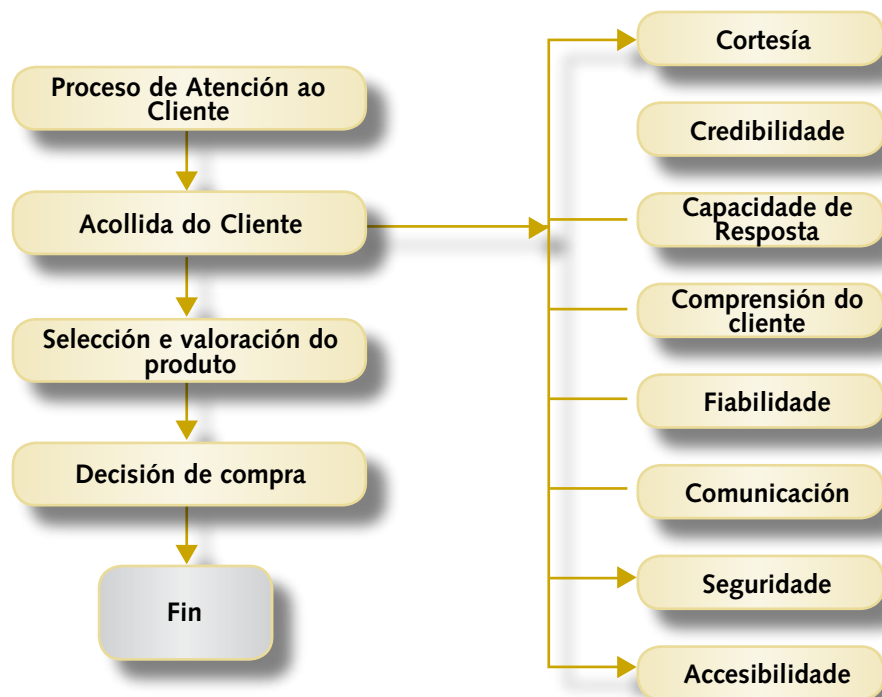 Proceso de Atención ao
Cliente
Acollida do Cliente
Selección e valoración do
produto
Decisión de compra
Fin
Cortesía
Credibilidade
Capacidade de
Resposta
Comprensión do
cliente
Fiabilidade
Comunicación
Seguridade
Accesibilidade